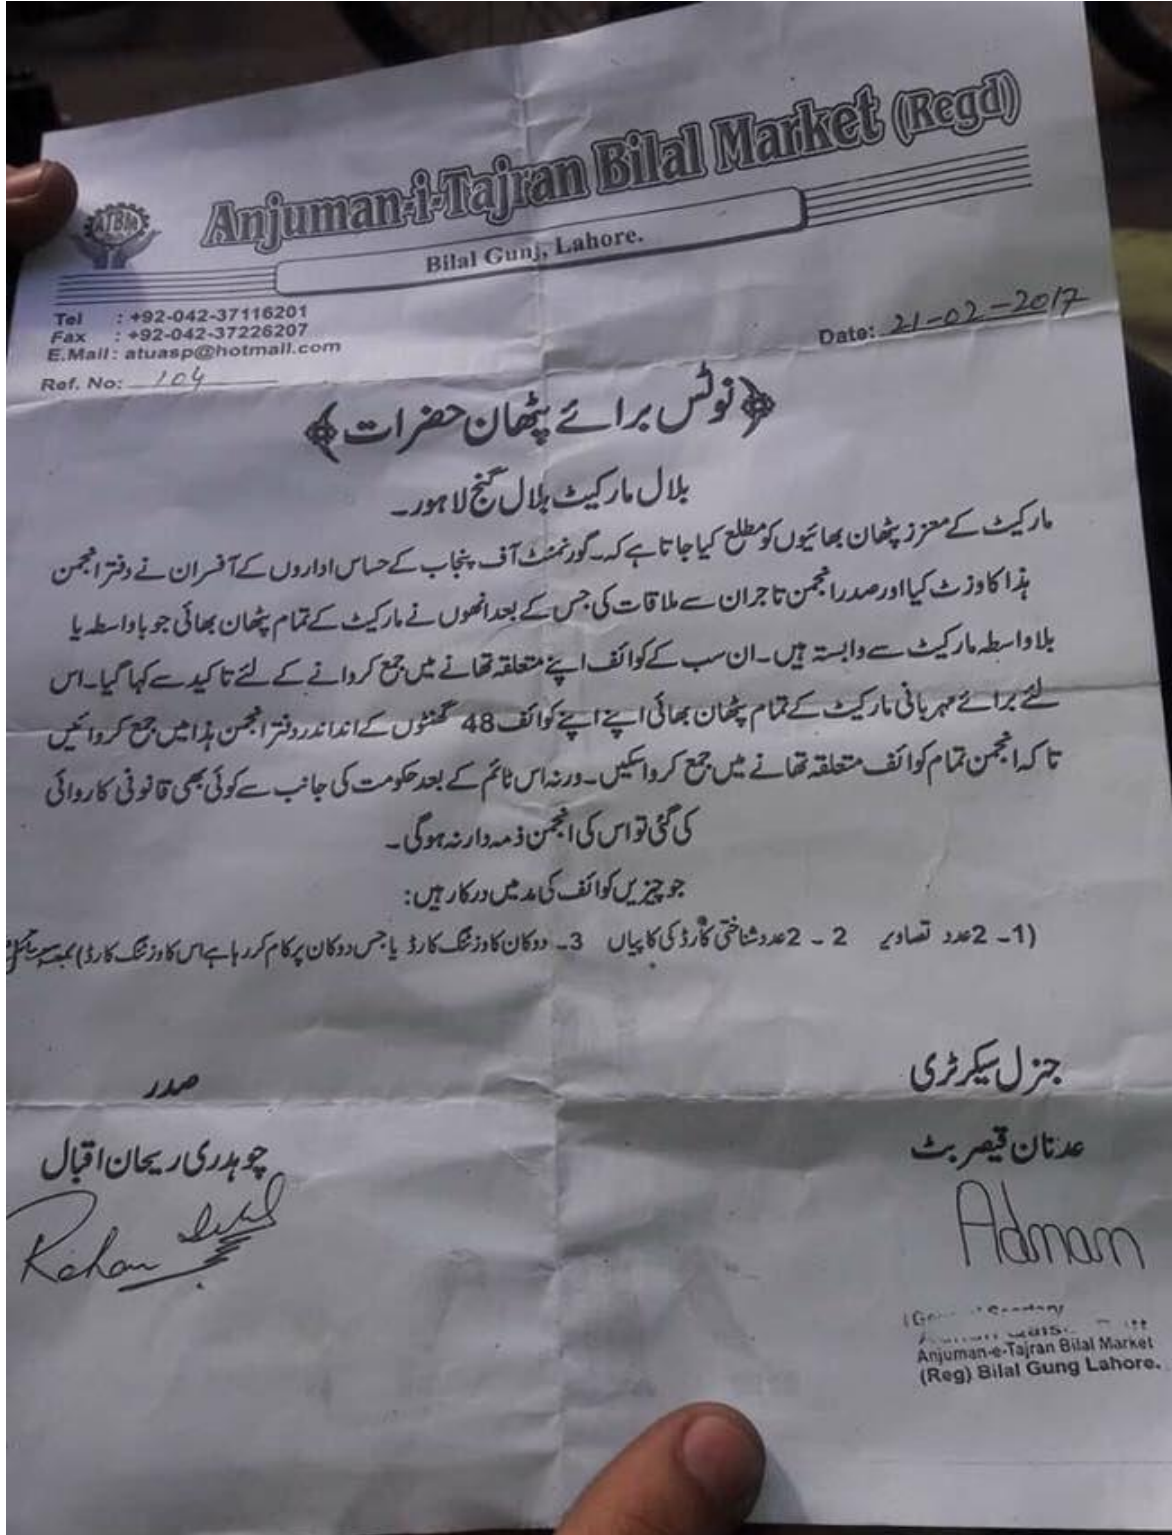 Anjuman-i-Tajran Bilal Market (Regd)
ATBM
Bilal Gunj, Lahore.
Tel : +92-042-37116201
Fax : +92-042-37226207
E.Mail : atuasp@hotmail.com
Date: 21-02-2017
Ref. No: 104
﴿نوٹس برائے پٹھان حضرات﴾
بلال مارکیٹ بلال گنج لاہور۔
مارکیٹ کے معزز پٹھان بھائیوں کو مطلع کیا جاتا ہے کہ۔ گورنمنٹ آف پنجاب کے حساس اداروں کے آفسران نے دفتر انجمن
ہذا کا وزٹ کیا اور صدر انجمن تاجران سے ملاقات کی جس کے بعد انھوں نے مارکیٹ کے تمام پٹھان بھائی جو باواسطہ یا
بلاواسطہ مارکیٹ سے وابستہ ہیں۔ ان سب کے کوائف اپنے متعلقہ تھانے میں جمع کروانے کے لئے تاکید سے کہا گیا۔ اس
لئے برائے مہربانی مارکیٹ کے تمام پٹھان بھائی اپنے اپنے کوائف 48 گھنٹوں کے اندر اندر دفتر انجمن ہذا میں جمع کروائیں
تاکہ انجمن تمام کوائف متعلقہ تھانے میں جمع کرواسکیں۔ ورنہ اس ٹائم کے بعد حکومت کی جانب سے کوئی بھی قانونی کاروائی
کی گئی تو اس کی انجمن ذمہ دار نہ ہوگی۔
جو چیزیں کوائف کی مد میں درکار ہیں:
(1۔ 2عدد تصاویر 2۔ 2عدد شناختی کارڈ کی کاپیاں 3۔ دوکان کا وزٹنگ کارڈ یا جس دوکان پر کام کر رہا ہے اس کا وزٹنگ کارڈ) بمعہ
جنرل سیکرٹری
صدر
عدنان قیصر بٹ
چوہدری ریحان اقبال
Adnan
Rehan Iqbal
Secretary
Anjuman-e-Tajran Bilal Market
(Reg) Bilal Gung Lahore.